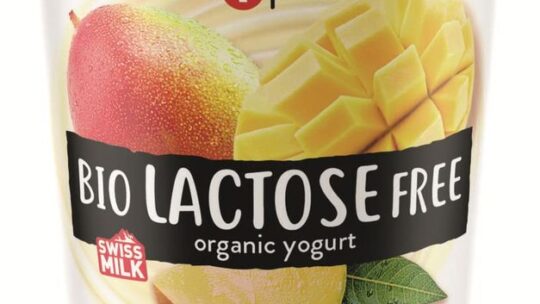 BIO LACTOSE FREE
organic yogurt
SWISS
MILK